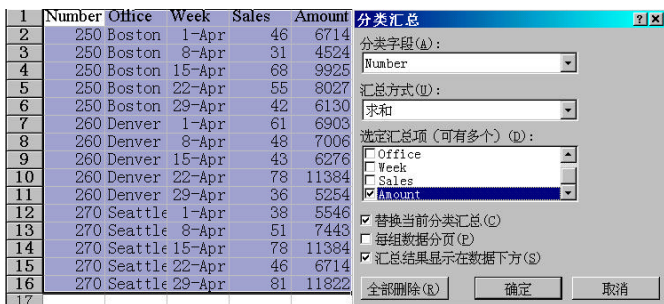 1 Number Office Week Sales Amount
2 250 Boston 1-Apr 46 6714
3 250 Boston 8-Apr 31 4524
4 250 Boston 15-Apr 68 9925
5 250 Boston 22-Apr 55 8027
6 250 Boston 29-Apr 42 6130
7 260 Denver 1-Apr 61 6903
8 260 Denver 8-Apr 48 7006
9 260 Denver 15-Apr 43 6276
10 260 Denver 22-Apr 78 11384
11 260 Denver 29-Apr 36 5254
12 270 Seattle 1-Apr 38 5546
13 270 Seattle 8-Apr 51 7443
14 270 Seattle 15-Apr 78 11384
15 270 Seattle 22-Apr 46 6714
16 270 Seattle 29-Apr 81 11822
17
分类汇总
分类字段(A):
Number
汇总方式(U):
求和
选定汇总项（可有多个）(D):
Office
Week
Sales
Amount
替换当前分类汇总(C)
每组数据分页(P)
汇总结果显示在数据下方(S)
全部删除(R) 确定 取消